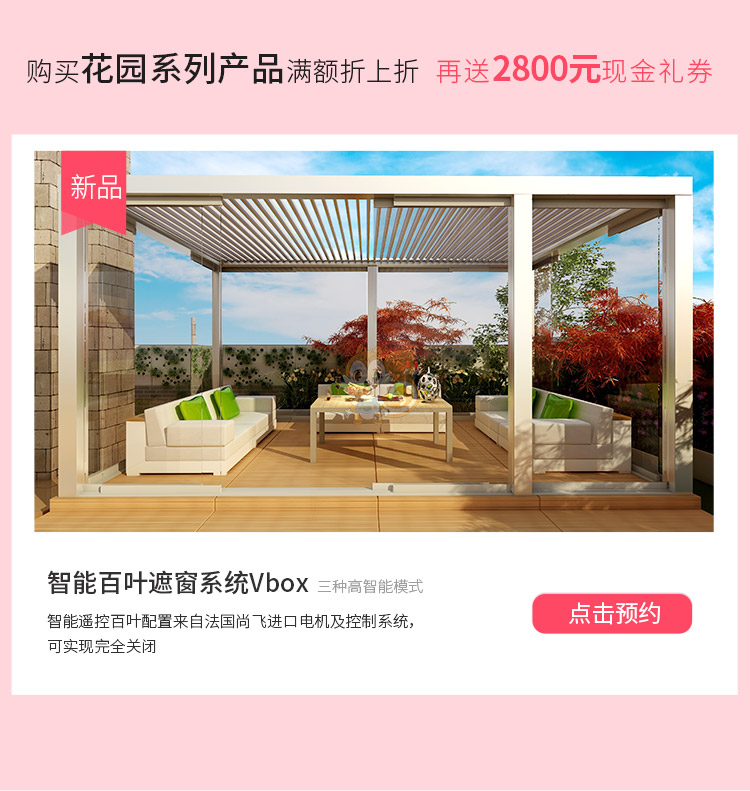 购买花园系列产品满额折上折 再送2800元现金礼券
新品
智能百叶遮窗系统Vbox 三种高智能模式
智能遥控百叶配置来自法国尚飞进口电机及控制系统，
可实现完全关闭
点击预约